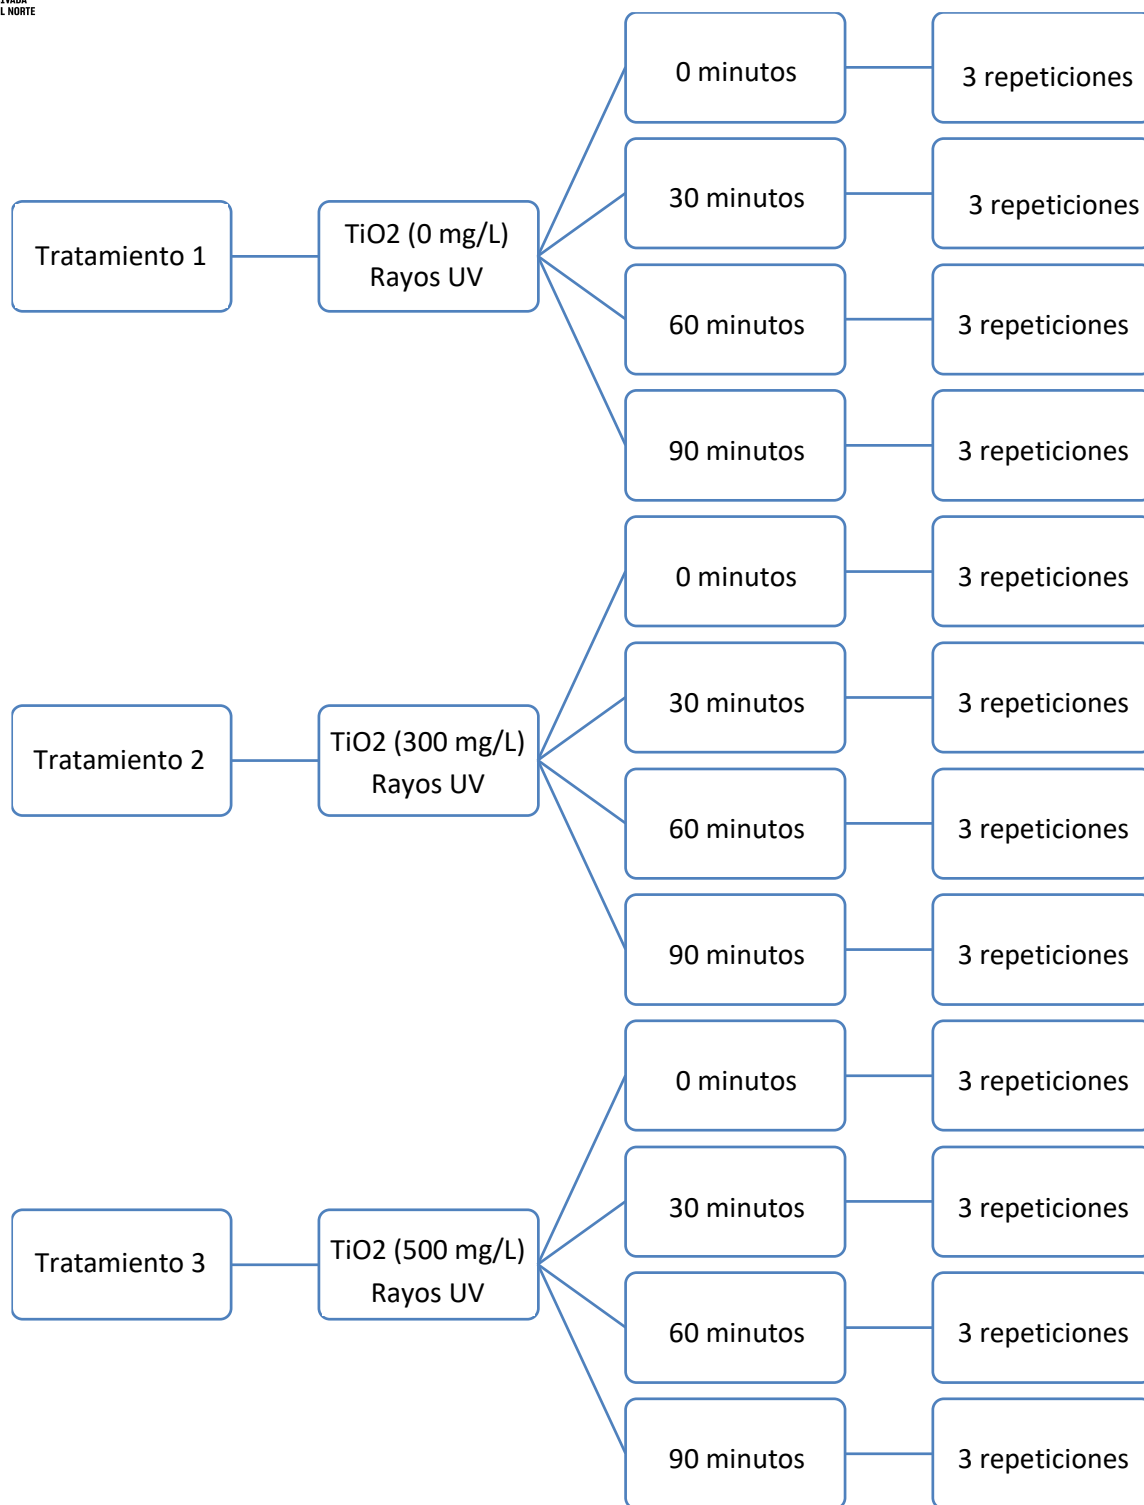 L NORTE
0 minutos
3 repeticiones
30 minutos
3 repeticiones
Tratamiento 1
TiO2 (0 mg/L)
Rayos UV
60 minutos
3 repeticiones
90 minutos
3 repeticiones
0 minutos
3 repeticiones
30 minutos
3 repeticiones
Tratamiento 2
TiO2 (300 mg/L)
Rayos UV
60 minutos
3 repeticiones
90 minutos
3 repeticiones
0 minutos
3 repeticiones
30 minutos
3 repeticiones
Tratamiento 3
TiO2 (500 mg/L)
Rayos UV
60 minutos
3 repeticiones
90 minutos
3 repeticiones